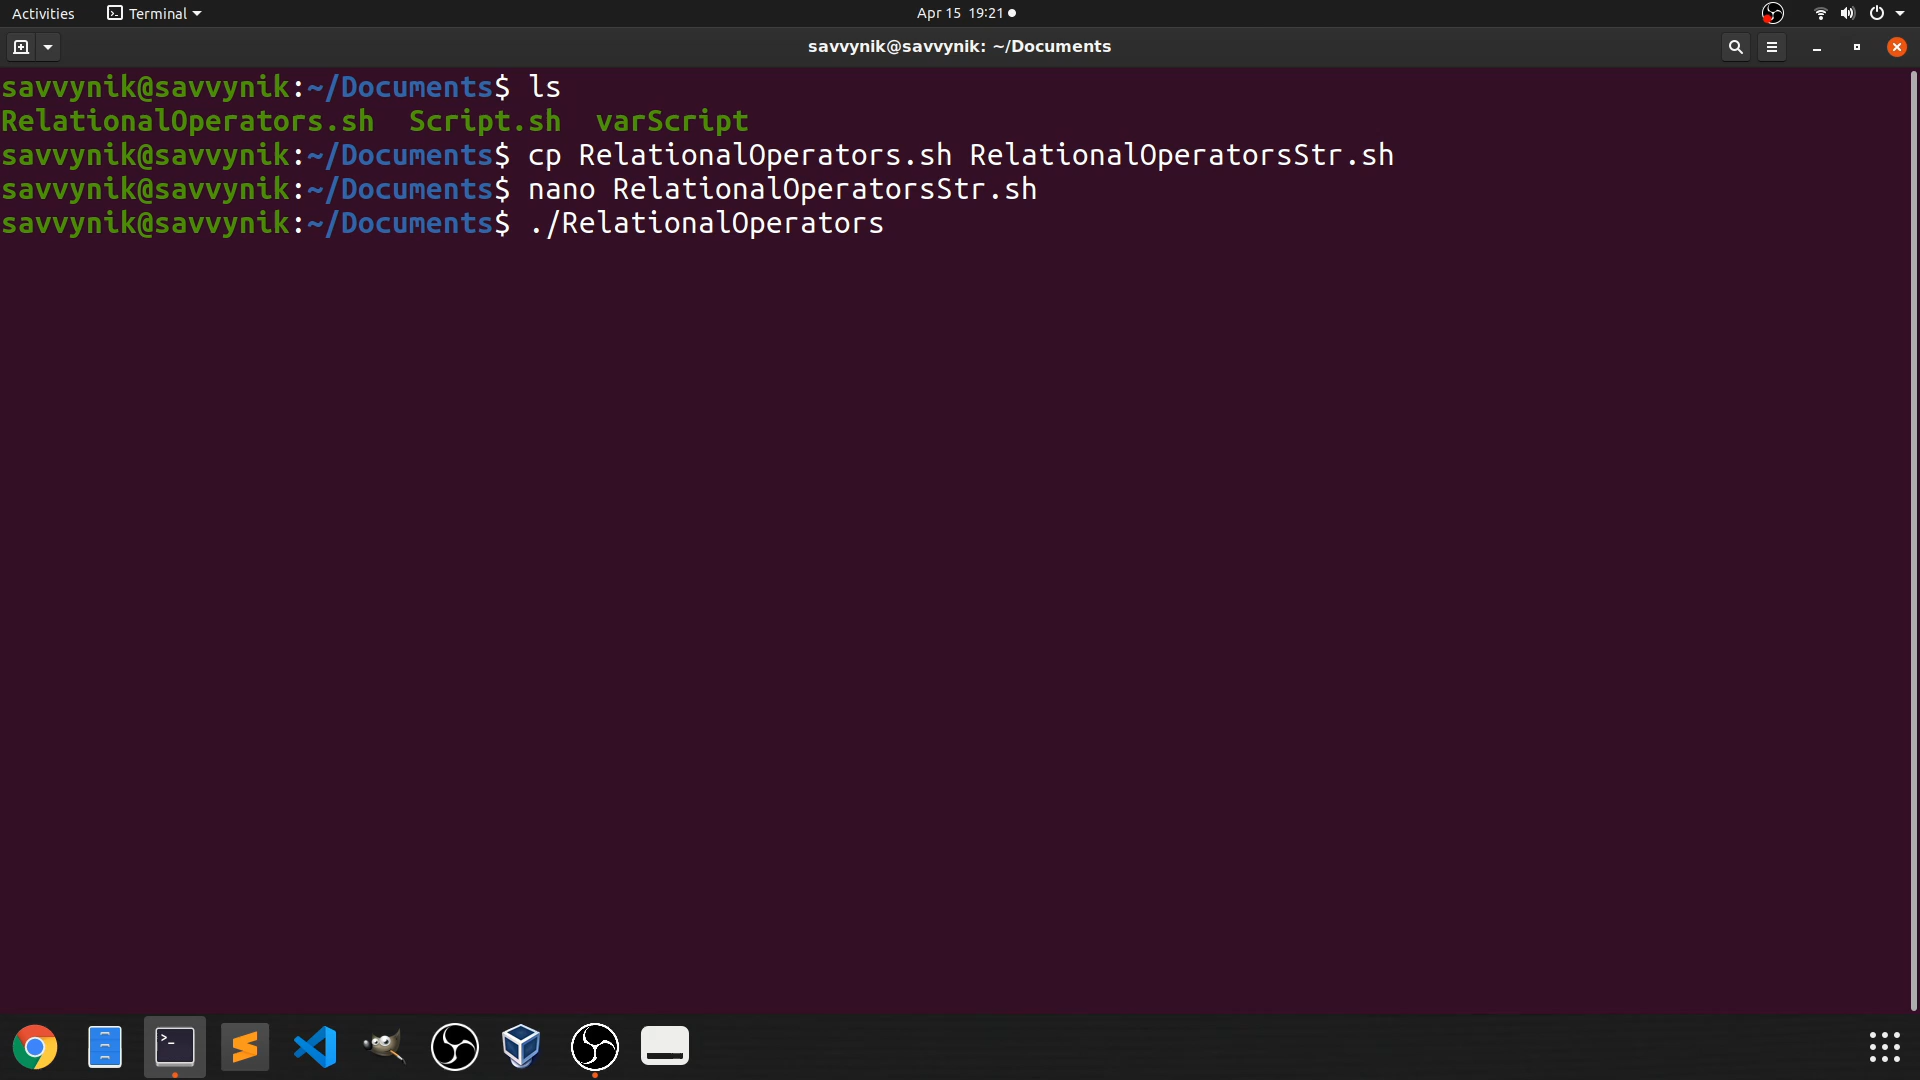 Activities Terminal Apr 15 19:21
savvynik@savvynik: ~/Documents
savvynik@savvynik:~/Documents$ ls
RelationalOperators.sh Script.sh varScript
savvynik@savvynik:~/Documents$ cp RelationalOperators.sh RelationalOperatorsStr.sh
savvynik@savvynik:~/Documents$ nano RelationalOperatorsStr.sh
savvynik@savvynik:~/Documents$ ./RelationalOperators